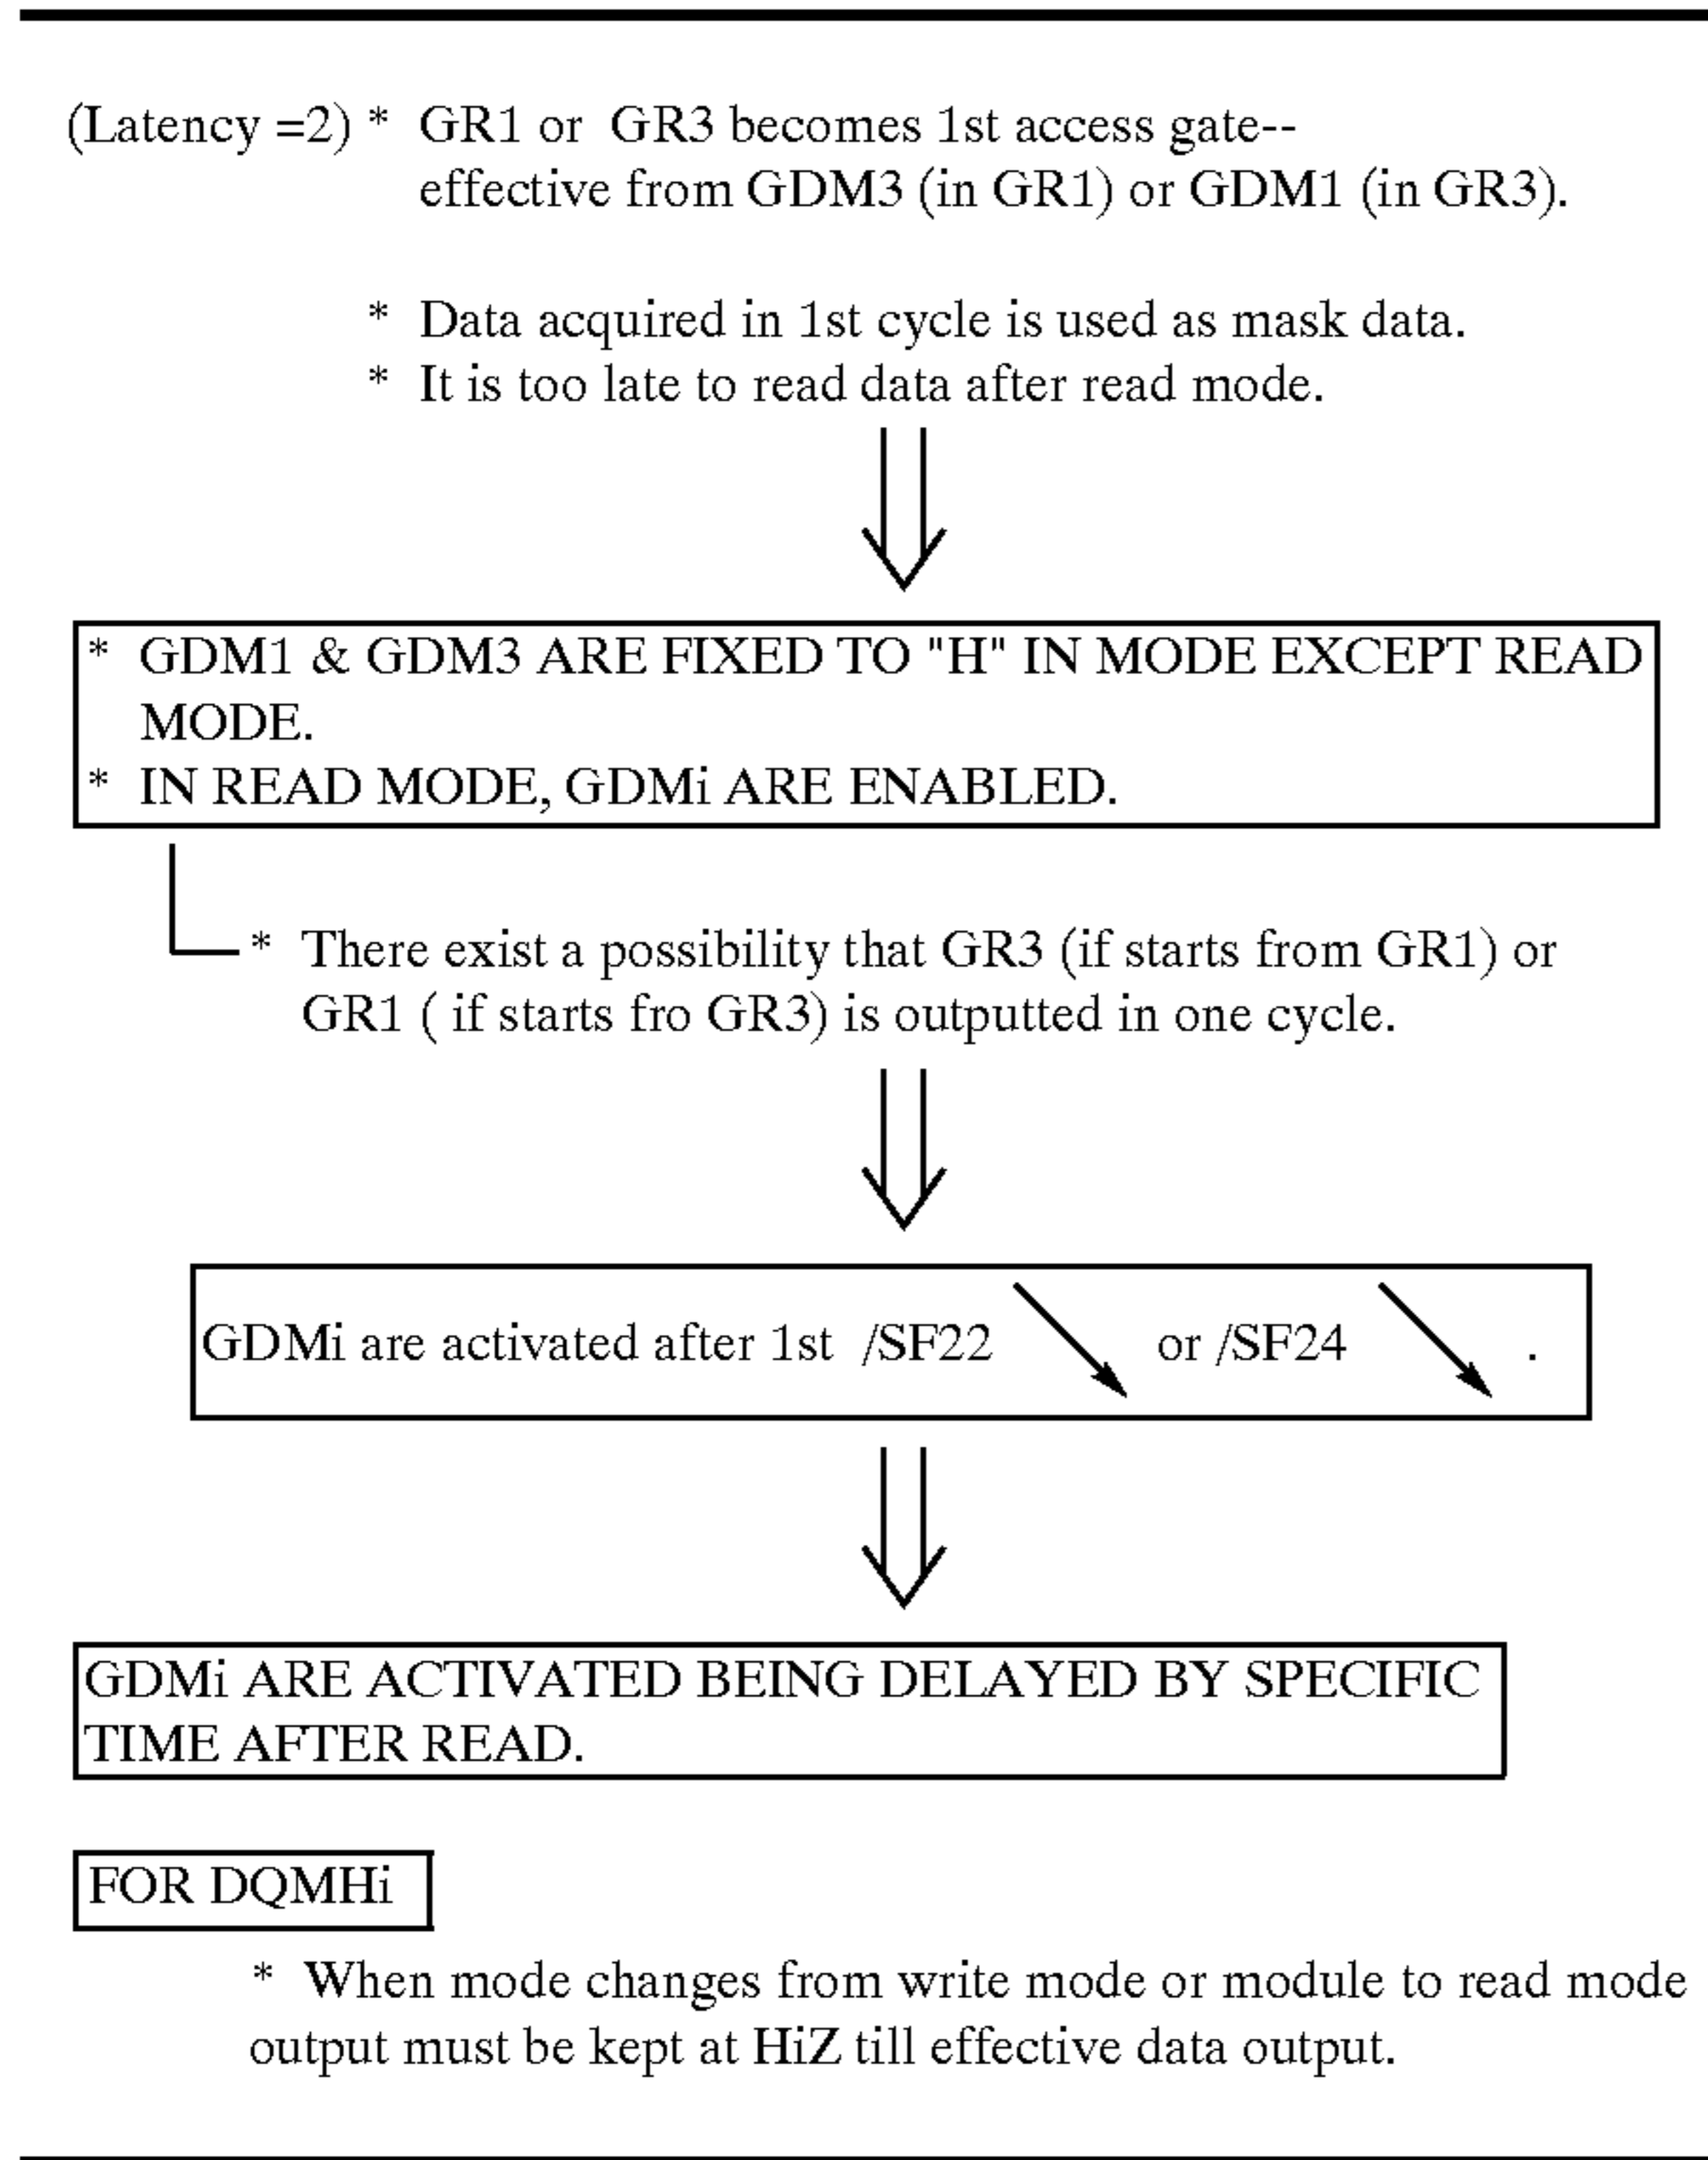 (Latency =2) * GR1 or GR3 becomes 1st access gate--
effective from GDM3 (in GR1) or GDM1 (in GR3).
* Data acquired in 1st cycle is used as mask data.
* It is too late to read data after read mode.
* GDM1 & GDM3 ARE FIXED TO "H" IN MODE EXCEPT READ
MODE.
* IN READ MODE, GDMi ARE ENABLED.
* There exist a possibility that GR3 (if starts from GR1) or
GR1 ( if starts fro GR3) is outputted in one cycle.
GDMi are activated after 1st /SF22 or /SF24 .
GDMi ARE ACTIVATED BEING DELAYED BY SPECIFIC
TIME AFTER READ.
FOR DQMHi
* When mode changes from write mode or module to read mode
output must be kept at HiZ till effective data output.